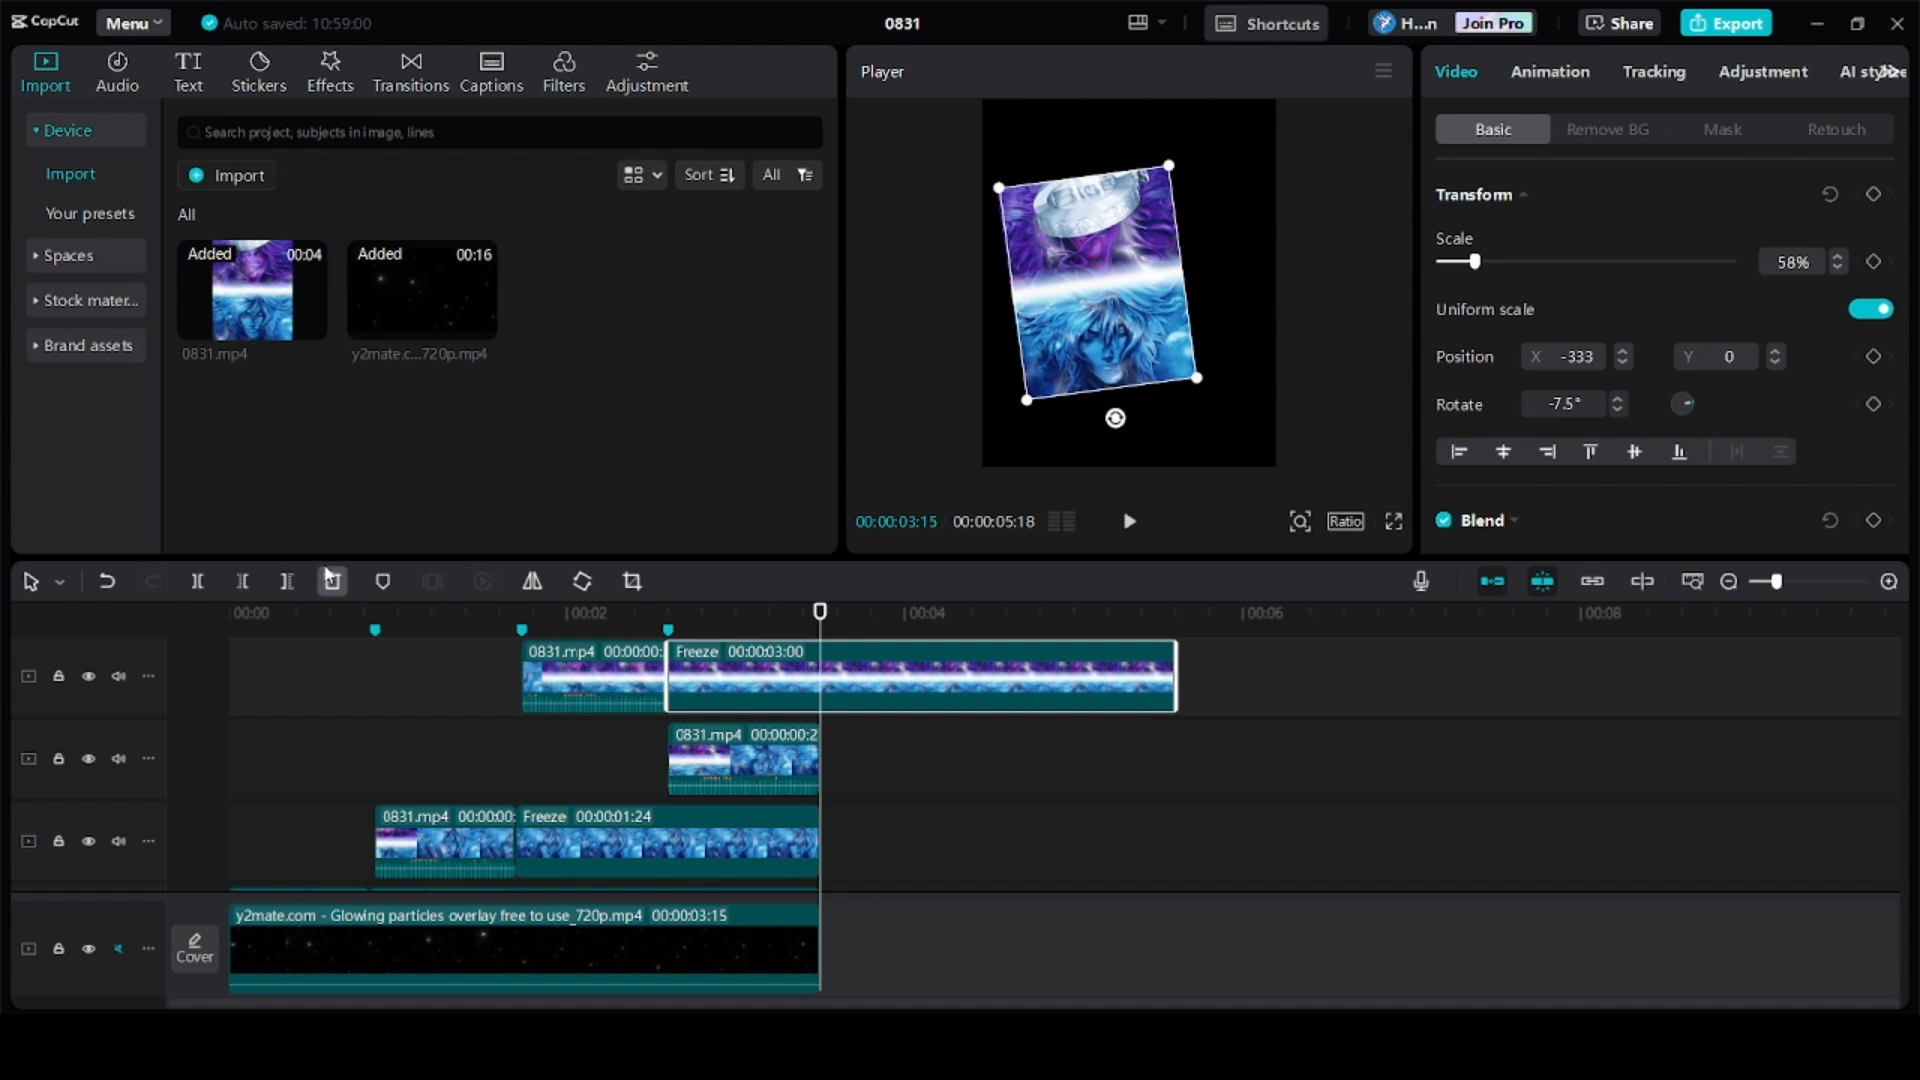 CapCut
Menu
Auto saved: 10:59:00
0831
Shortcuts
H...n
Join Pro
Share
Export
Import
Audio
Text
Stickers
Effects
Transitions
Captions
Filters
Adjustment
Device
Import
Your presets
Spaces
Stock mater...
Brand assets
Search project, subjects in image, lines
Import
Sort
All
All
Added 00:04
Added 00:16
0831.mp4
y2mate.c...720p.mp4
Player
00:00:03:15
00:00:05:18
Ratio
Video
Animation
Tracking
Adjustment
Basic
Remove BG
Mask
Retouch
Transform
Scale
58%
Uniform scale
Position
X -333
Y 0
Rotate
-7.5°
Blend
00:00
00:02
00:04
00:06
00:08
0831.mp4 00:00:00:
Freeze 00:00:03:00
0831.mp4 00:00:00:2
0831.mp4 00:00:00:
Freeze 00:00:01:24
Cover
y2mate.com - Glowing particles overlay free to use_720p.mp4 00:00:03:15